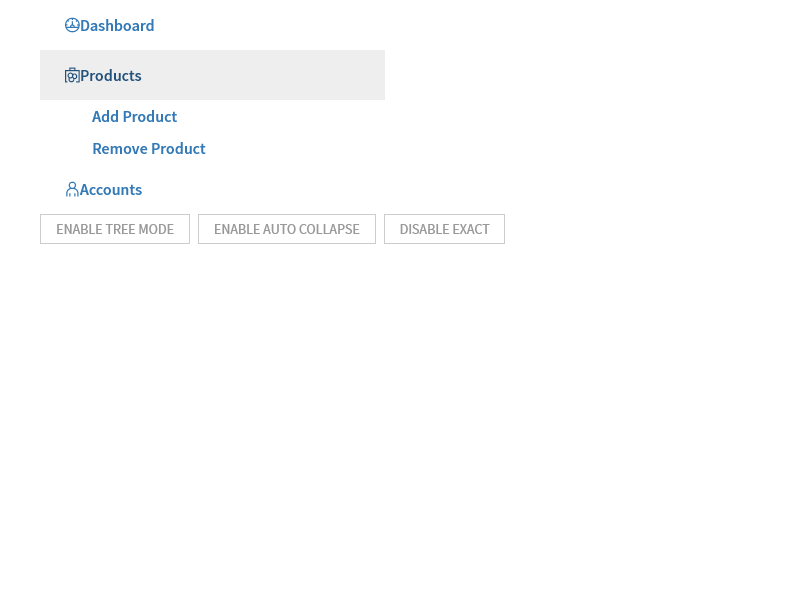 Dashboard
Products
Add Product
Remove Product
Accounts
ENABLE TREE MODE ENABLE AUTO COLLAPSE DISABLE EXACT